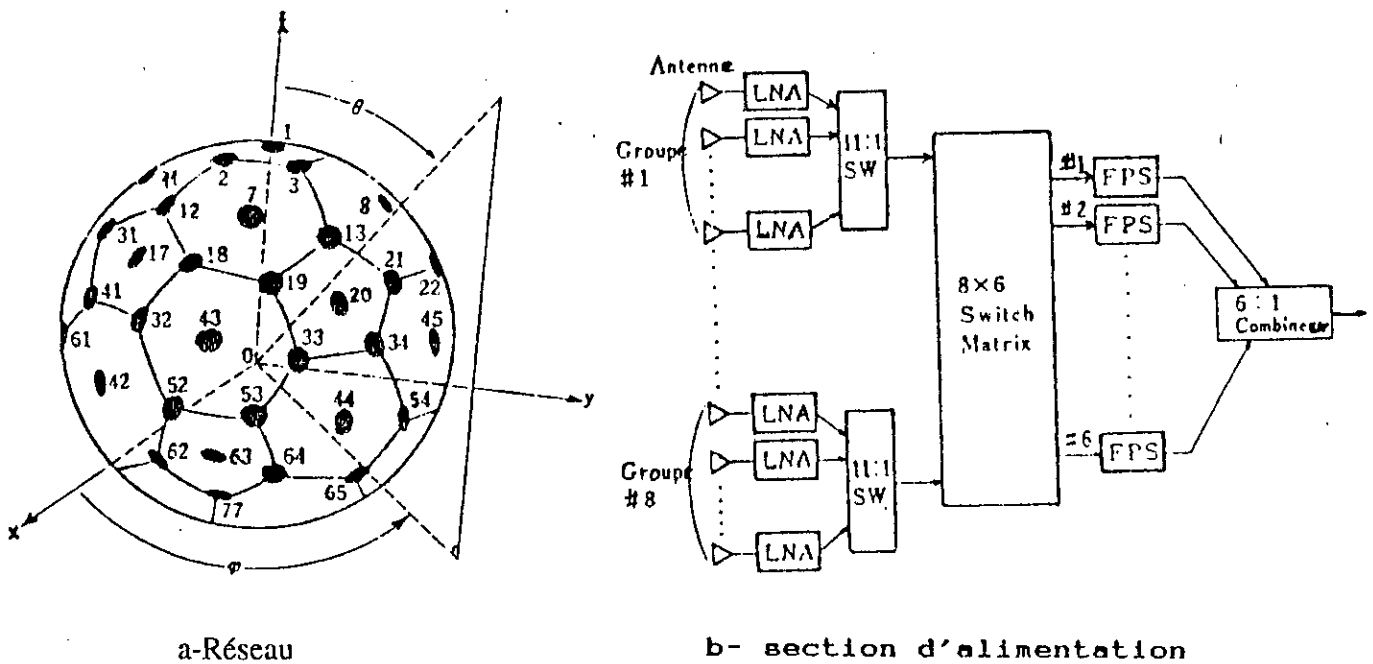 z
θ
1
2
3
11
12
7
8
13
31
17
18
19
21
22
20
41
32
43
33
34
45
61
O
42
52
53
44
54
y
62
63
64
65
77
x
φ
a-Réseau
Antenne
LNA
LNA
LNA
Groupe
#1
11:1
SW
LNA
LNA
LNA
Groupe
#8
11:1
SW
8×6
Switch
Matrix
#1
FPS
#2
FPS
#6
FPS
6:1
Combineur
b- section d'alimentation